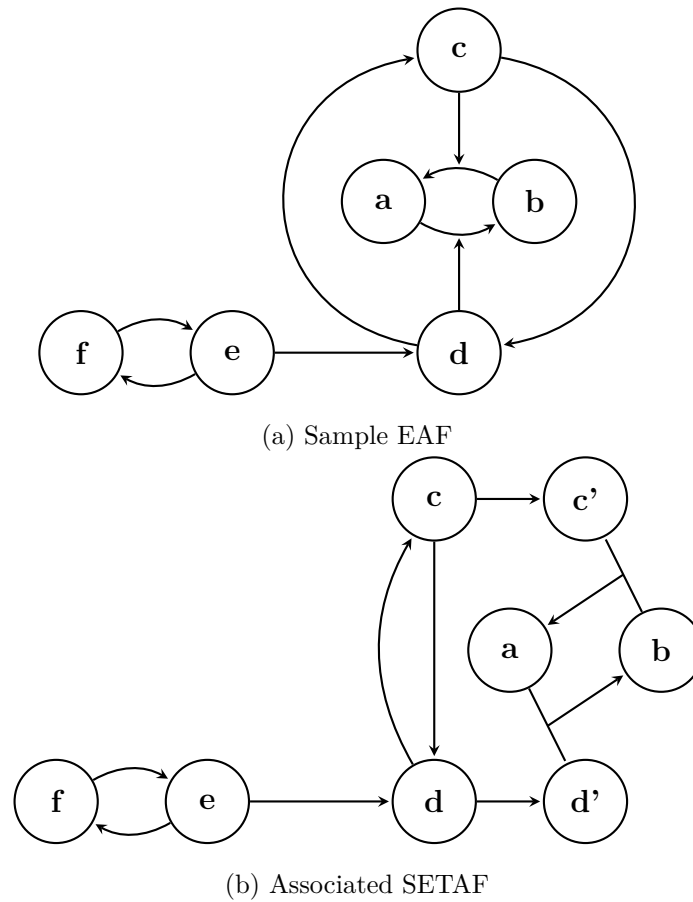 c
a b
f e d
(a) Sample EAF
c c’
a b
f e d d’
(b) Associated SETAF